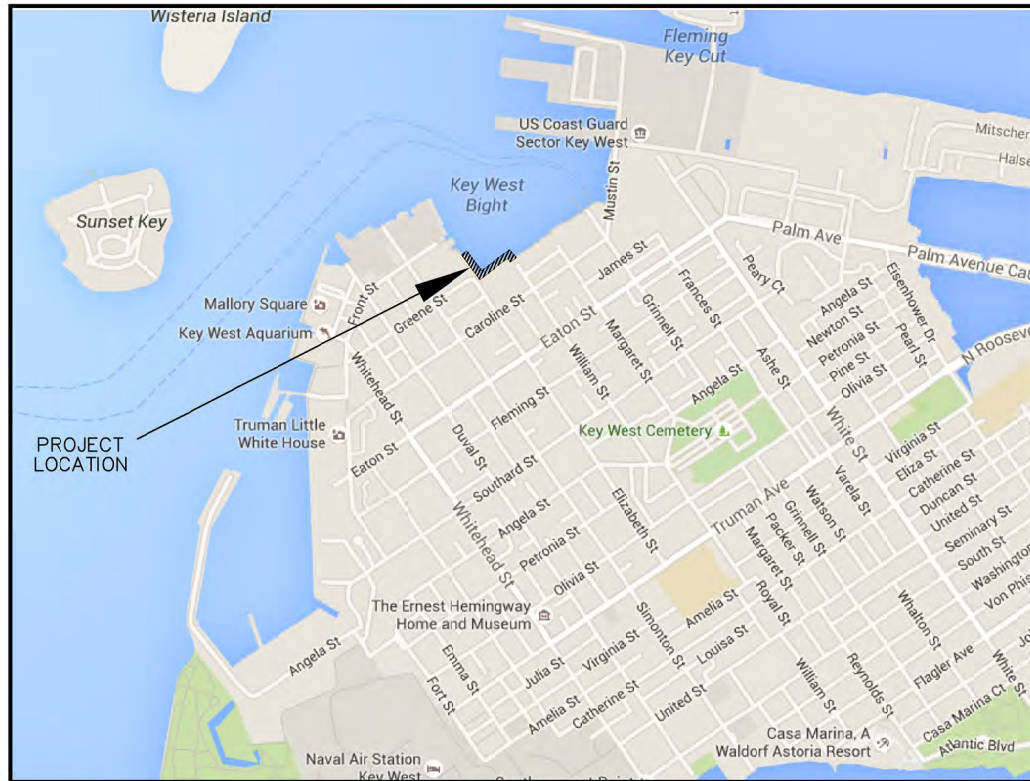 Wisteria Island
Fleming
Key Cut
US Coast Guard
Sector Key West
Mitscher
Halse
Key West
Bight
Mustin St
Sunset Key
Palm Ave
Palm Avenue Cau
James St
Peary Ct
Eisenhower Dr
Mallory Square
Front St
Greene St
Caroline St
Frances St
Grinnell St
Angela St
Newton St
Petronia St
Pine St
Olivia St
Pearl St
N Roosev
Key West Aquarium
Eaton St
Margaret St
Ashe St
Whitehead St
William St
Angela St
Fleming St
Truman Little
White House
Key West Cemetery
White St
Virginia St
Eliza St
Catherine St
Duncan St
United St
Seminary St
South St
Washington
Von Phis
PROJECT
LOCATION
Duval St
Eaton St
Southard St
Truman Ave
Varela St
Watson St
Grinnell St
Packer St
Margaret St
Whitehead St
Angela St
Petronia St
Elizabeth St
Olivia St
Royal St
Whalton St
The Ernest Hemingway
Home and Museum
Amelia St
Simonton St
Louisa St
Angela St
Emma St
Fort St
Julia St
Virginia St
Amelia St
Catherine St
United St
William St
Reynolds St
Flagler Ave
White St
Jo
Casa Marina Ct
Atlantic Blvd
Casa Marina, A
Waldorf Astoria Resort
Naval Air Station
Key West